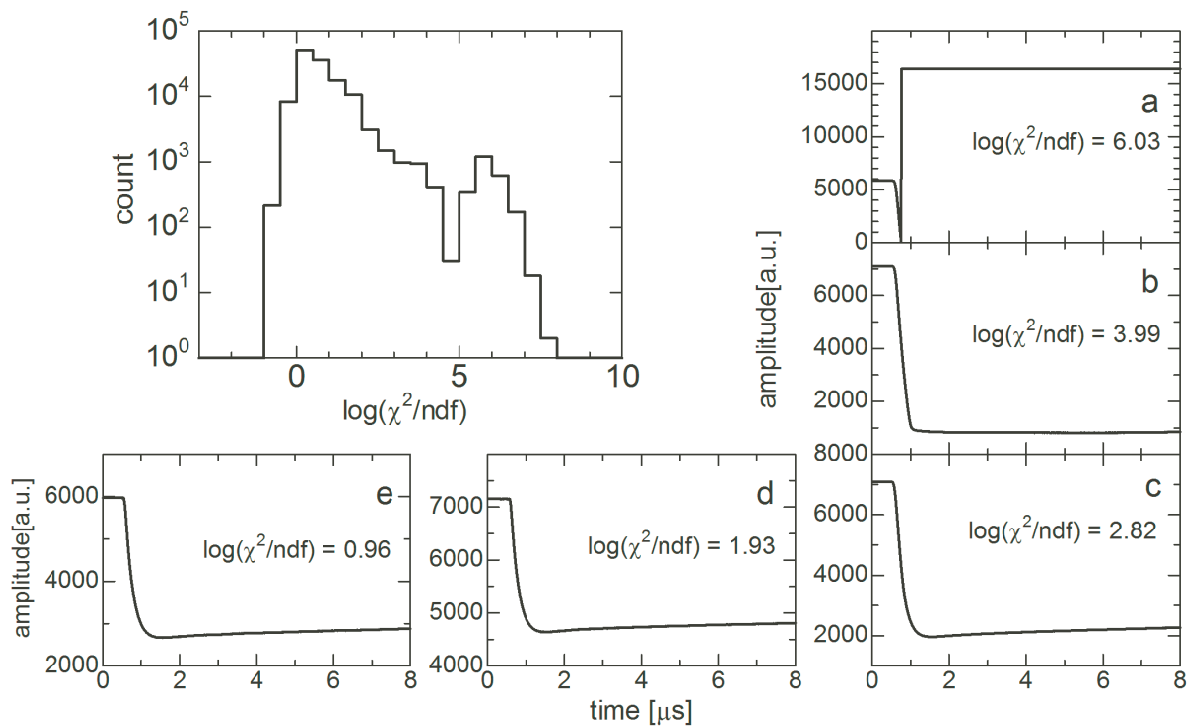 10^5
10^4
10^3
10^2
10^1
10^0
count
0 5 10
log(χ^2/ndf)
15000
10000
5000
0
a
log(χ^2/ndf) = 6.03
amplitude[a.u.]
6000
4000
2000
8000
b
log(χ^2/ndf) = 3.99
6000
4000
2000
0
c
log(χ^2/ndf) = 2.82
0 2 4 6 8
amplitude[a.u.]
6000
4000
2000
e
log(χ^2/ndf) = 0.96
0 2 4 6 8
7000
6000
5000
4000
d
log(χ^2/ndf) = 1.93
0 2 4 6 8
time [μs]